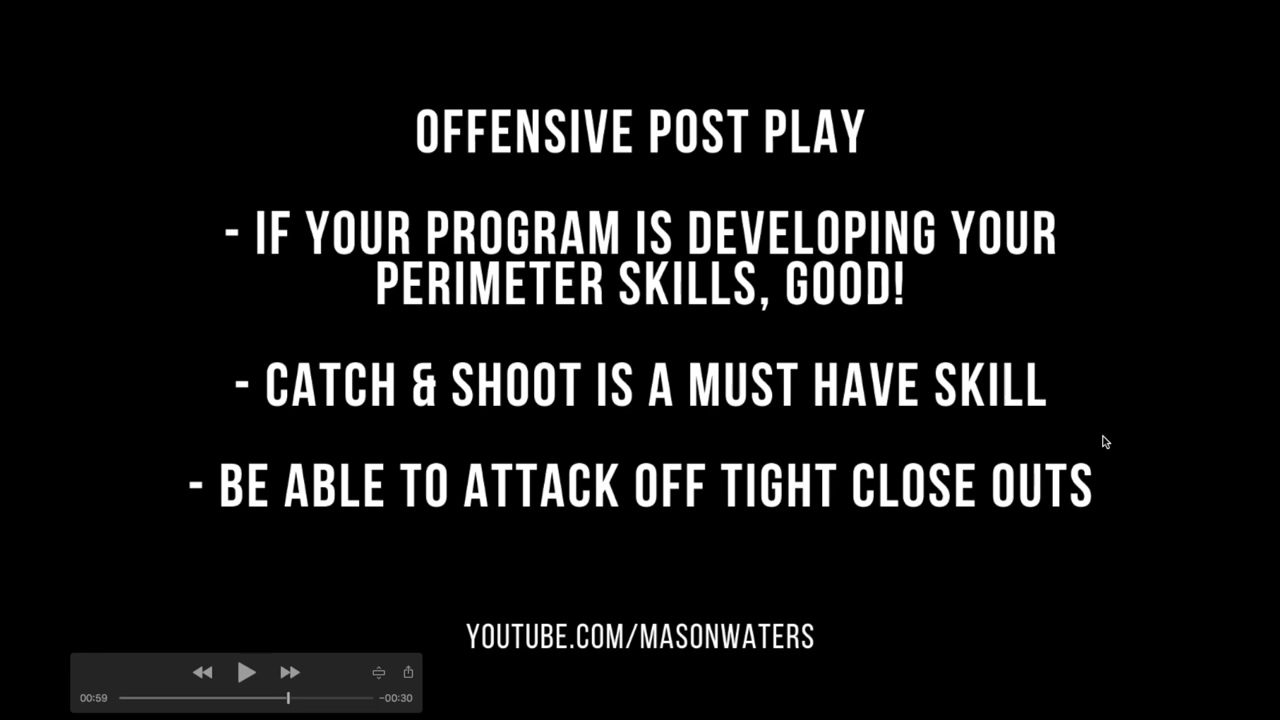 OFFENSIVE POST PLAY
- IF YOUR PROGRAM IS DEVELOPING YOUR
PERIMETER SKILLS, GOOD!
- CATCH & SHOOT IS A MUST HAVE SKILL
- BE ABLE TO ATTACK OFF TIGHT CLOSE OUTS
YOUTUBE.COM/MASONWATERS
00:59
-00:30